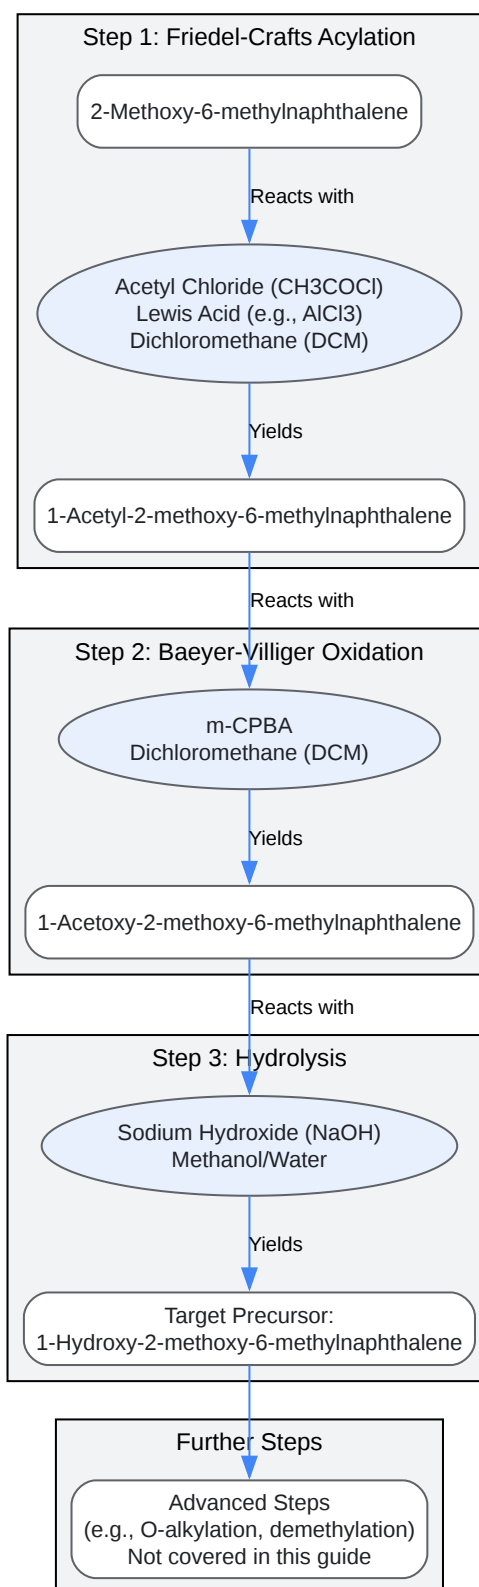 Step 1: Friedel-Crafts Acylation
2-Methoxy-6-methylnaphthalene
Reacts with
Acetyl Chloride (CH3COCl)
Lewis Acid (e.g., AlCl3)
Dichloromethane (DCM)
Yields
1-Acetyl-2-methoxy-6-methylnaphthalene
Reacts with
Step 2: Baeyer-Villiger Oxidation
m-CPBA
Dichloromethane (DCM)
Yields
1-Acetoxy-2-methoxy-6-methylnaphthalene
Reacts with
Step 3: Hydrolysis
Sodium Hydroxide (NaOH)
Methanol/Water
Yields
Target Precursor:
1-Hydroxy-2-methoxy-6-methylnaphthalene
Further Steps
Advanced Steps
(e.g., O-alkylation, demethylation)
Not covered in this guide